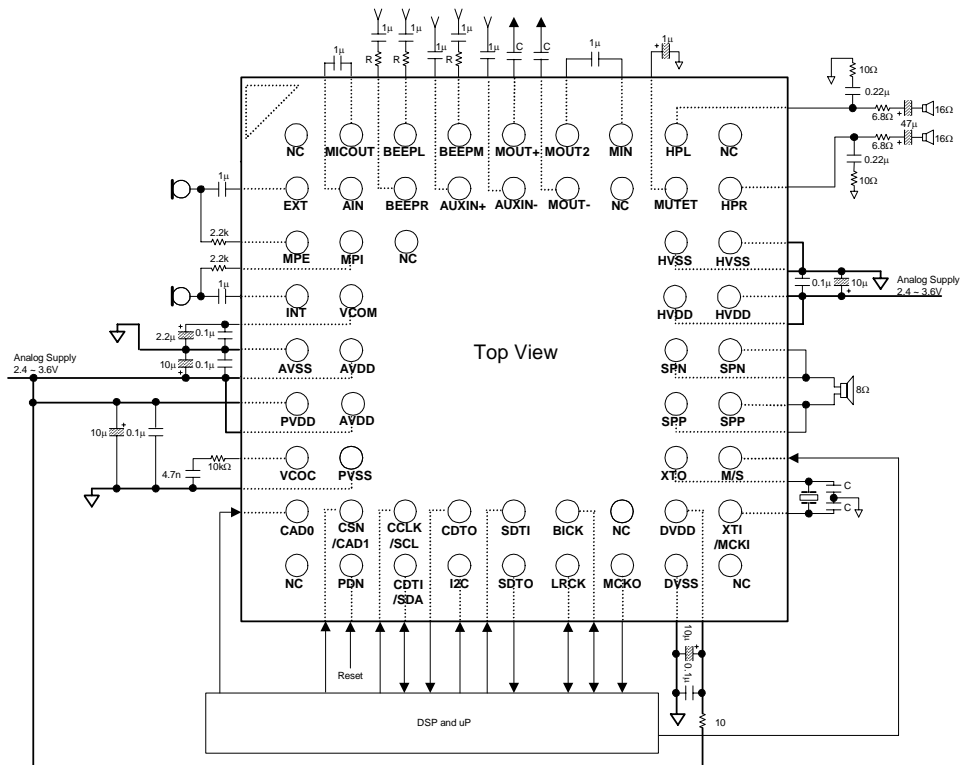 1μ 1μ 1μ 1μ 1μ 1μ 1μ
1μ R R R C C
10Ω
0.22μ
6.8Ω 47μ 16Ω
6.8Ω 16Ω
0.22μ
10Ω
NC MICOUT BEEPL BEEPM MOUT+ MOUT2 MIN HPL NC
1μ
EXT AIN BEEPR AUXIN+ AUXIN- MOUT- NC MUTET HPR
2.2k
MPE MPI NC HVSS HVSS
2.2k
1μ
0.1μ 10μ
Analog Supply
2.4 ~ 3.6V
INT VCOM HVDD HVDD
2.2μ 0.1μ
Top View
Analog Supply
2.4 ~ 3.6V
10μ 0.1μ
AVSS AVDD SPN SPN
8Ω
PVDD AVDD SPP SPP
10μ 0.1μ
4.7n 10kΩ
VCOC PVSS XTO M/S
C
C
CAD0 CSN/CAD1 CCLK/SCL CDTO SDTI BICK NC DVDD XTI/MCKI
NC PDN CDTI/SDA I2C SDTO LRCK MCKO DVSS NC
10μ
0.1μ
Reset
DSP and uP
10